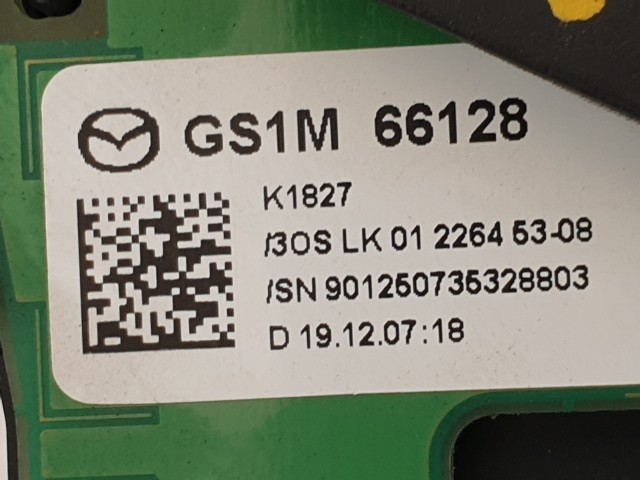 GS1M 66128
K1827
/3OS LK 01 2264 53-08
/SN 901250735328803
D 19.12.07:18